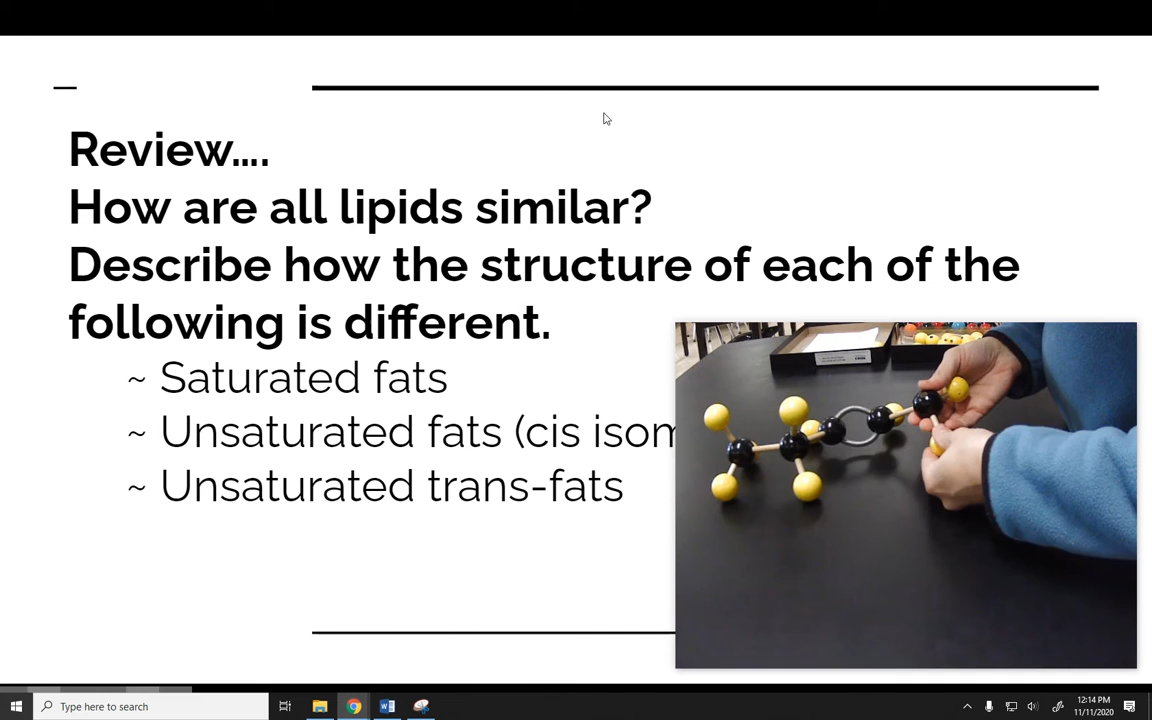 Review....
How are all lipids similar?
Describe how the structure of each of the
following is different.
~ Saturated fats
~ Unsaturated fats (cis isom
~ Unsaturated trans-fats
Type here to search
12:14 PM
11/11/2020